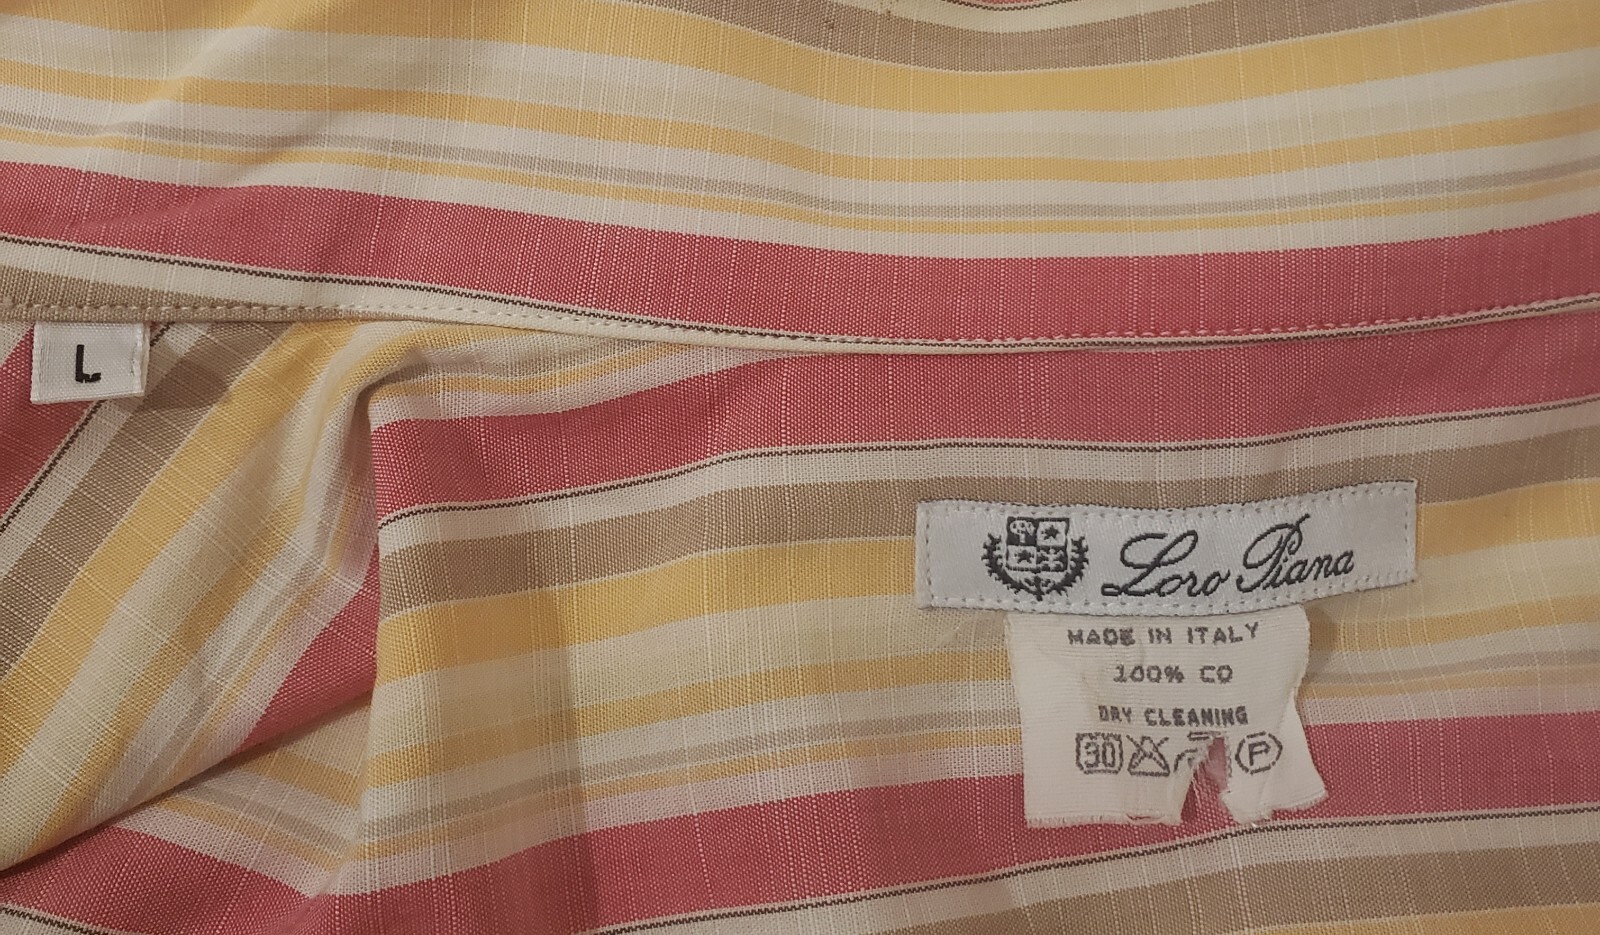 L
Loro Piana
MADE IN ITALY
100% CO
DRY CLEANING
30 P